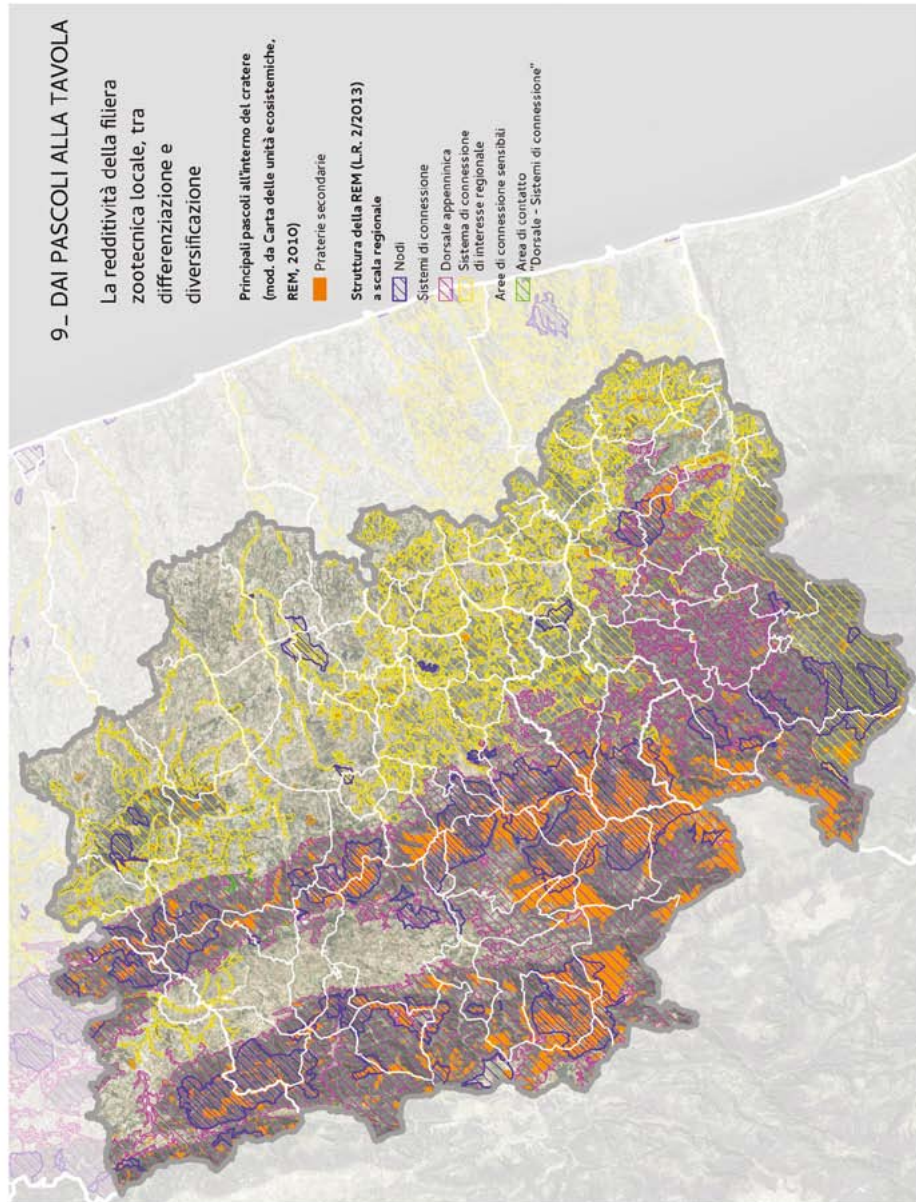 9_ DAI PASCOLI ALLA TAVOLA
La redditività della filiera
zootecnica locale, tra
differenziazione e
diversificazione
Principali pascoli all'interno del cratere
(mod. da Carta delle unità ecosistemiche,
REM, 2010)
Praterie secondarie
Struttura della REM (L.R. 2/2013)
a scala regionale
Nodi
Sistemi di connessione
Dorsale appenninica
Sistema di connessione
di interesse regionale
Aree di connessione sensibili
Area di contatto
"Dorsale - Sistemi di connessione"